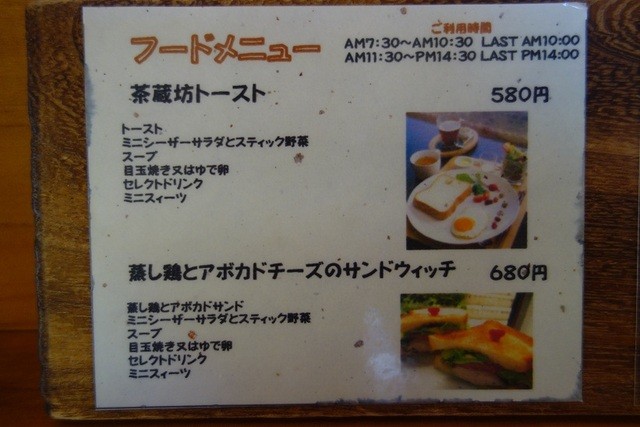 フードメニュー
ご利用時間
AM7:30～AM10:30 LAST AM10:00
AM11:30～PM14:30 LAST PM14:00
茶蔵坊トースト 580円
トースト
ミニシーザーサラダとスティック野菜
スープ
目玉焼き又はゆで卵
セレクトドリンク
ミニスィーツ
蒸し鶏とアボカドチーズのサンドウィッチ 680円
蒸し鶏とアボカドサンド
ミニシーザーサラダとスティック野菜
スープ
目玉焼き又はゆで卵
セレクトドリンク
ミニスィーツ